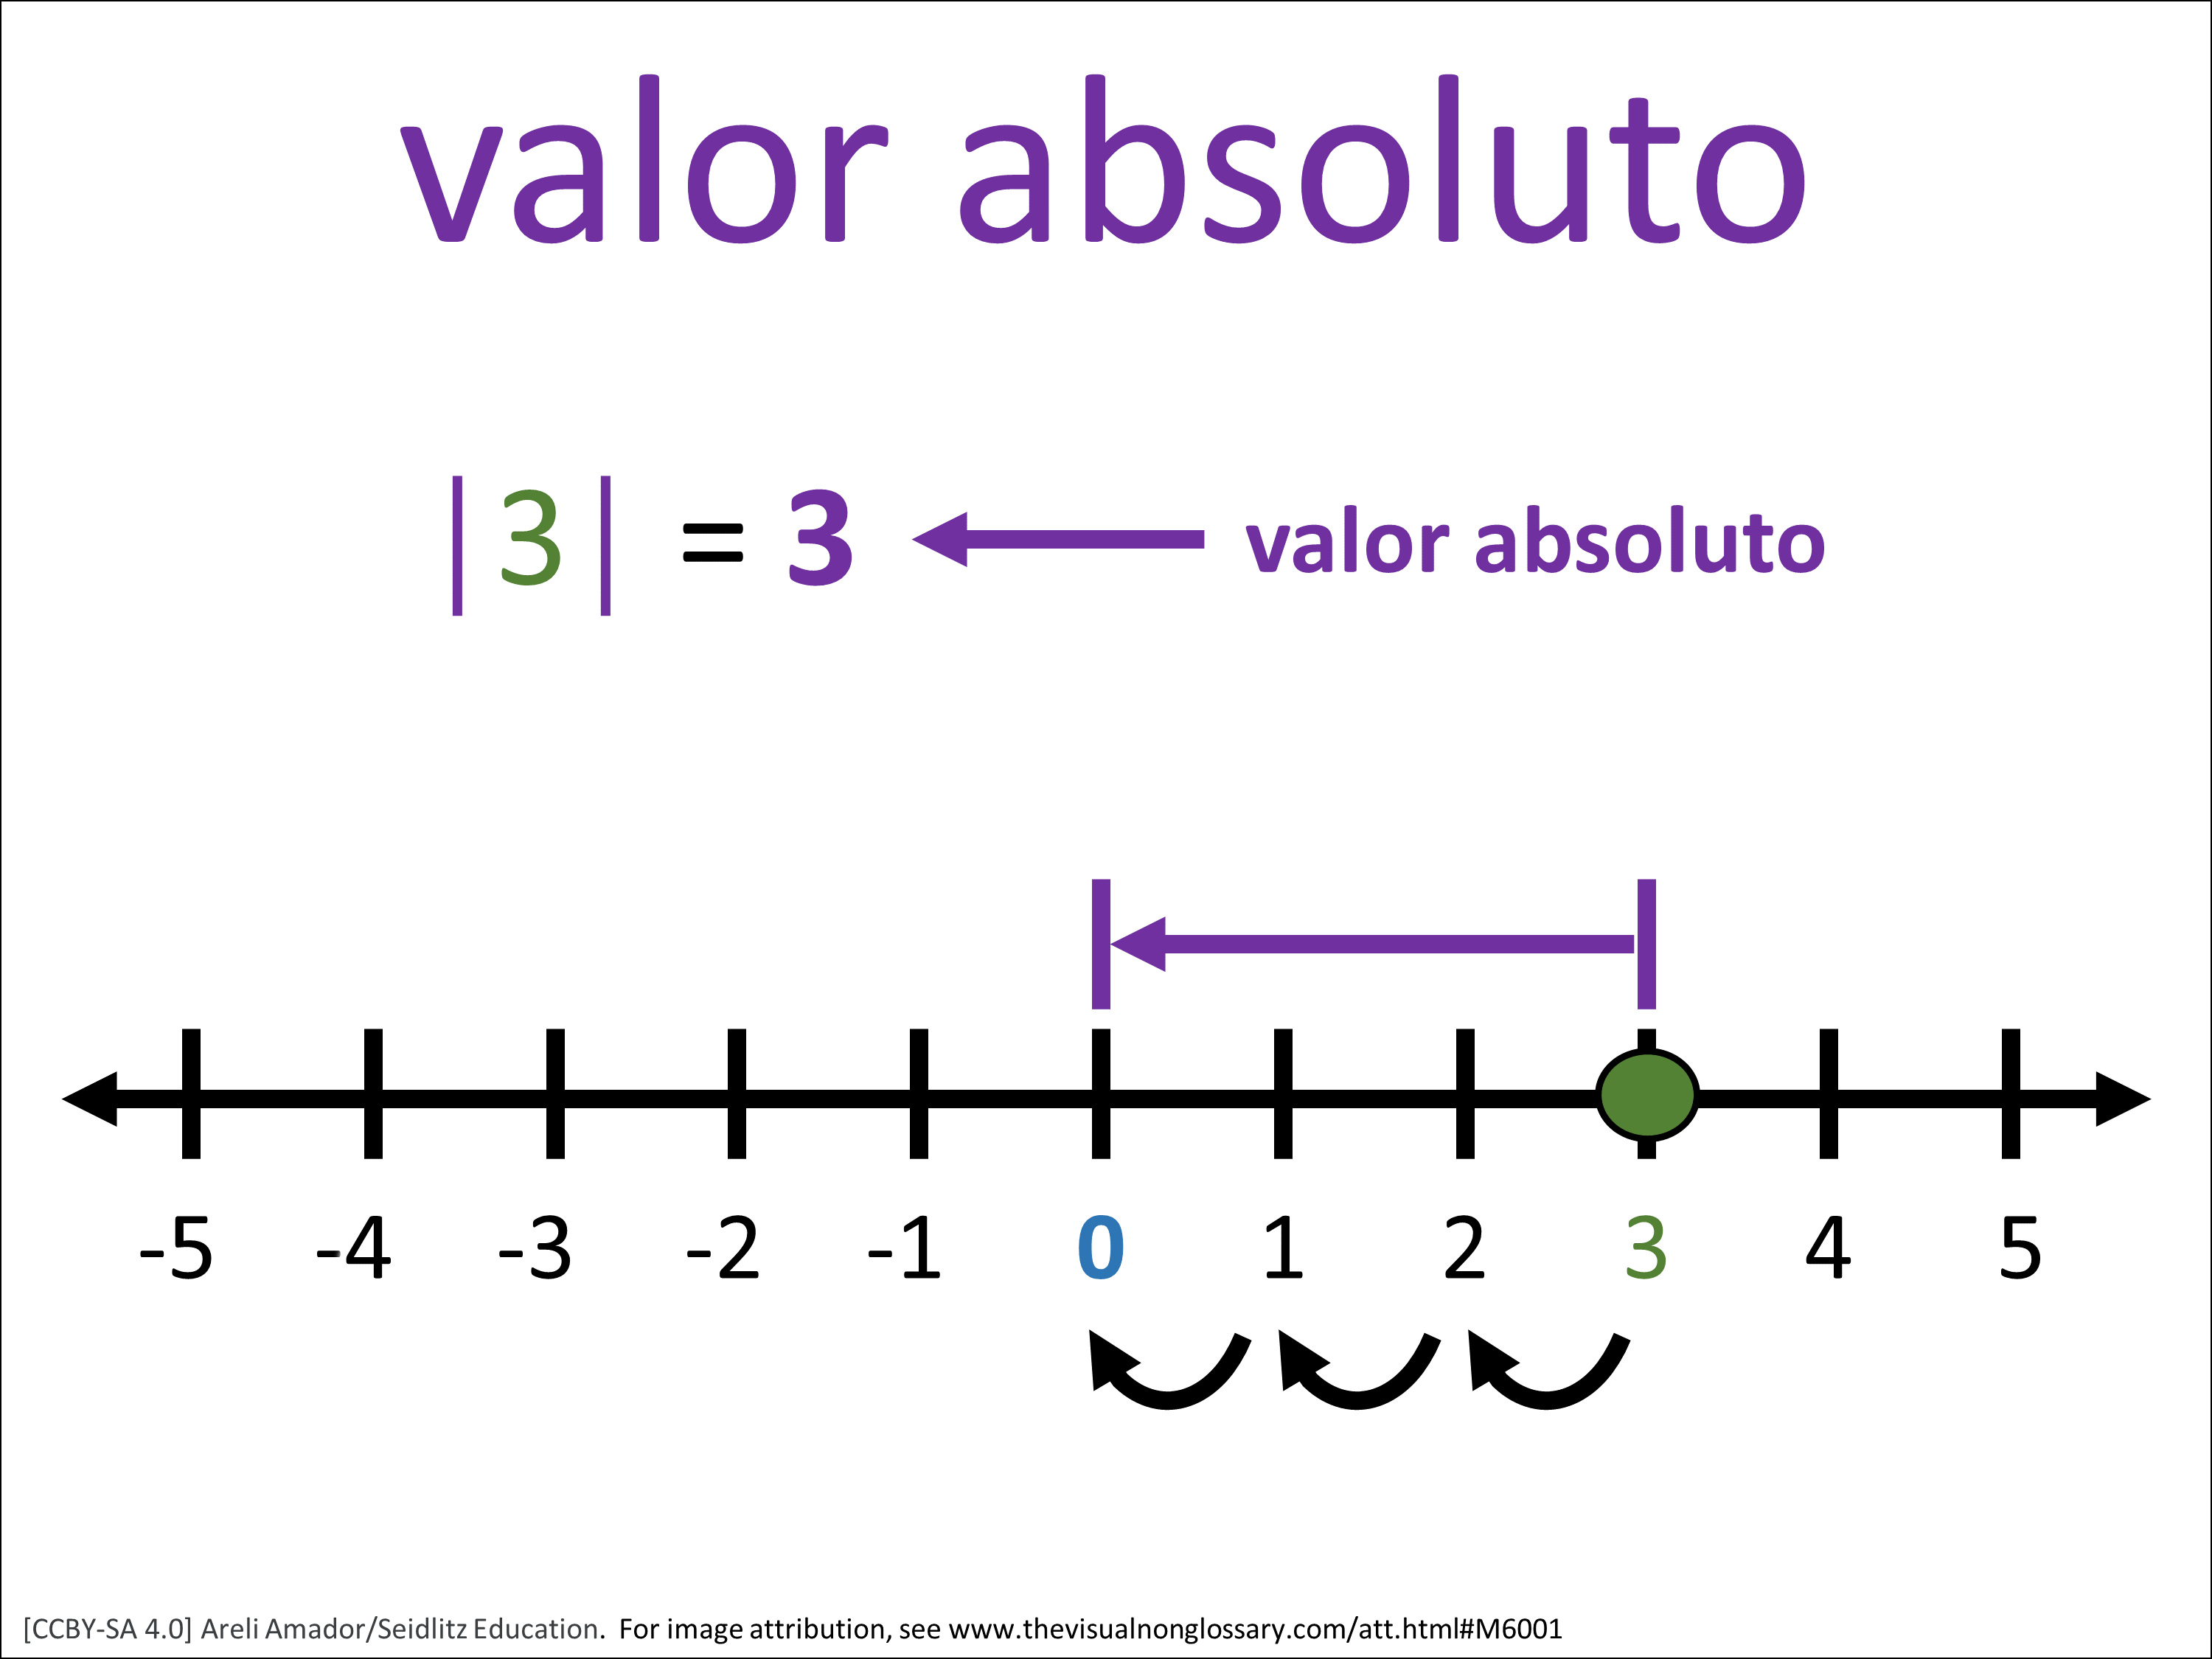 valor absoluto
| 3 | = 3 valor absoluto
-5 -4 -3 -2 -1 0 1 2 3 4 5
[CCBY-SA 4.0] Areli Amador/Seidlitz Education. For image attribution, see www.thevisualnonglossary.com/att.html#M6001